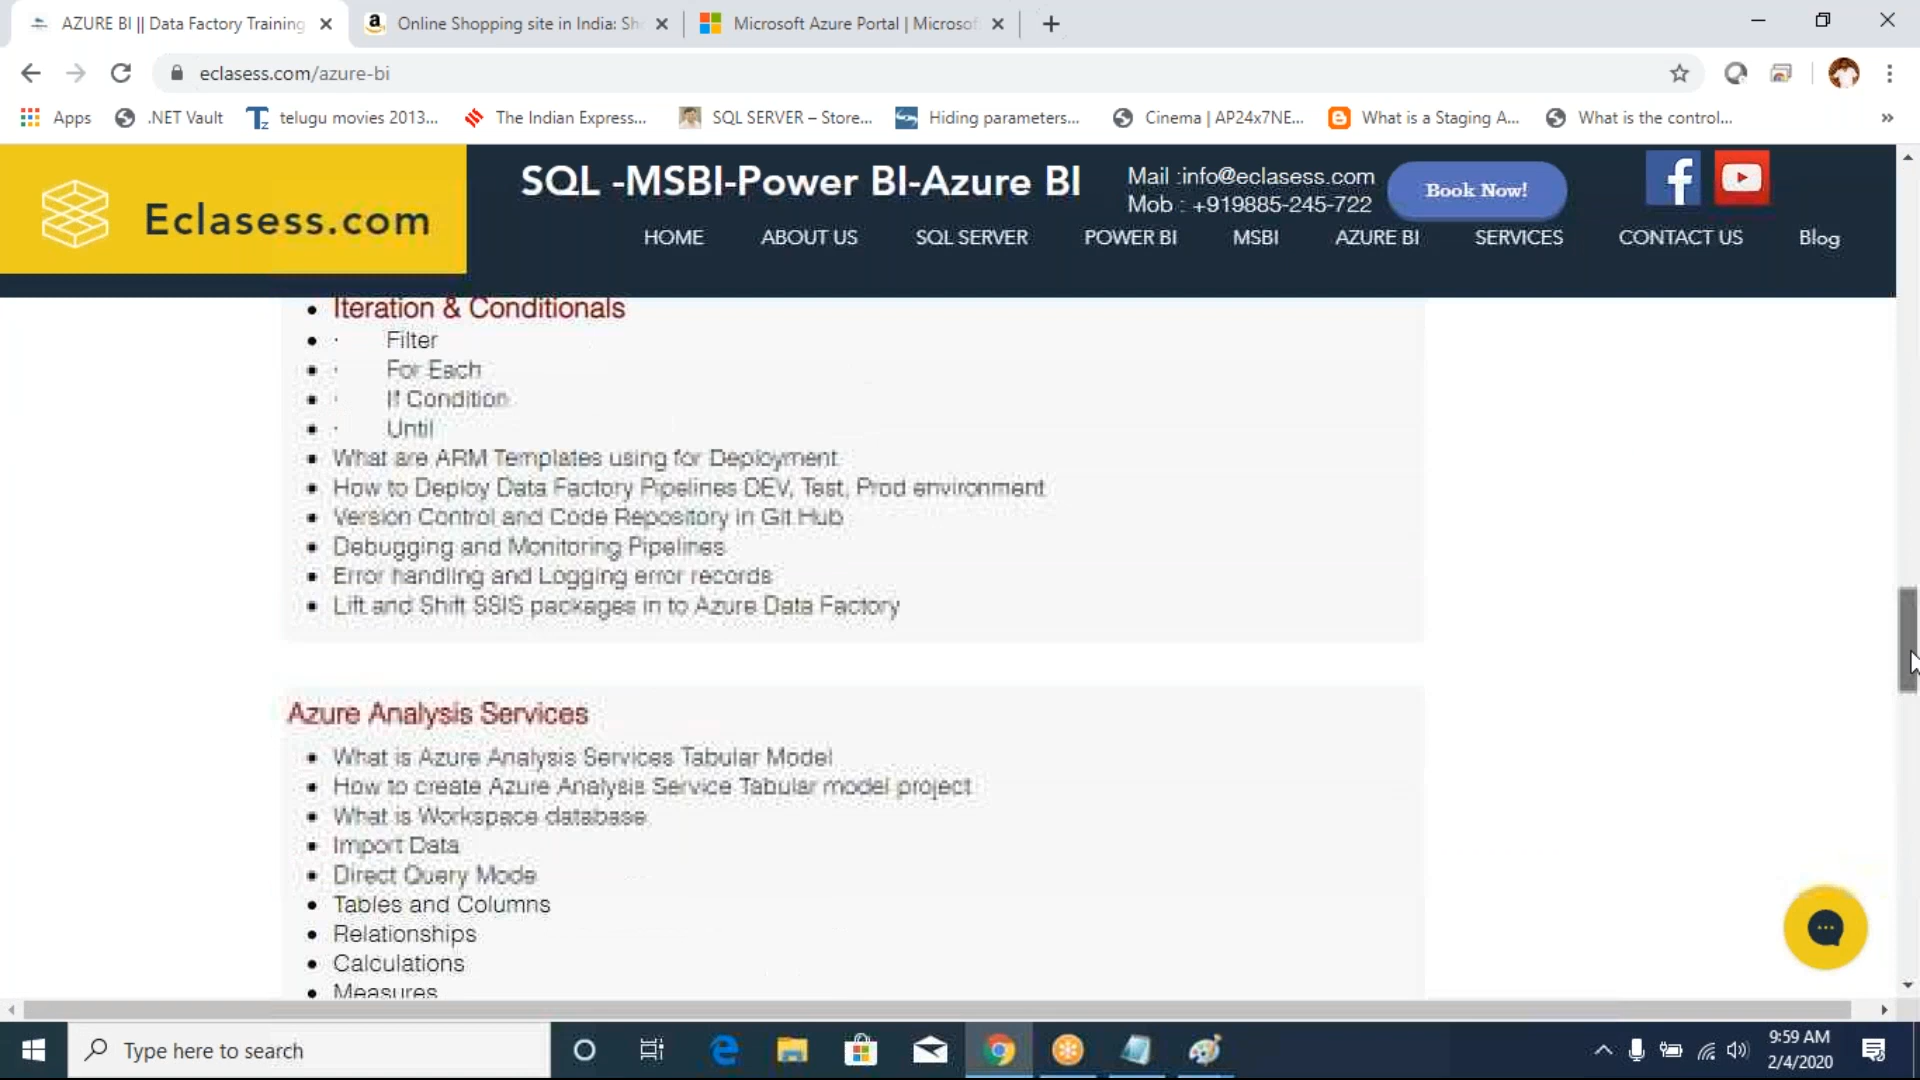 AZURE BI || Data Factory Training
Online Shopping site in India: Sh
Microsoft Azure Portal | Microsof
eclasess.com/azure-bi
Apps
.NET Vault
telugu movies 2013...
The Indian Express...
SQL SERVER – Store...
Hiding parameters...
Cinema | AP24x7NE...
What is a Staging A...
What is the control...
»
Eclasess.com
SQL -MSBI-Power BI-Azure BI
Mail :info@eclasess.com
Mob : +919885-245-722
Book Now!
HOME ABOUT US SQL SERVER POWER BI MSBI AZURE BI SERVICES CONTACT US Blog
• Iteration & Conditionals
• · Filter
• · For Each
• · If Condition
• · Until
• What are ARM Templates using for Deployment
• How to Deploy Data Factory Pipelines DEV, Test, Prod environment
• Version Control and Code Repository in Git Hub
• Debugging and Monitoring Pipelines
• Error handling and Logging error records
• Lift and Shift SSIS packages in to Azure Data Factory
Azure Analysis Services
• What is Azure Analysis Services Tabular Model
• How to create Azure Analysis Service Tabular model project
• What is Workspace database
• Import Data
• Direct Query Mode
• Tables and Columns
• Relationships
• Calculations
• Measures
Type here to search
9:59 AM
2/4/2020